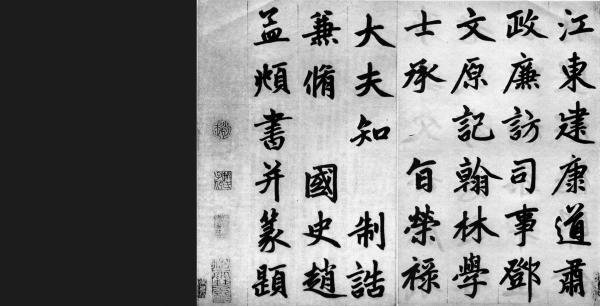 江東建康道肅
政廉訪司事鄧
文原記翰林學
士承旨榮祿
大夫知制誥
兼脩國史趙
孟頫書并篆題